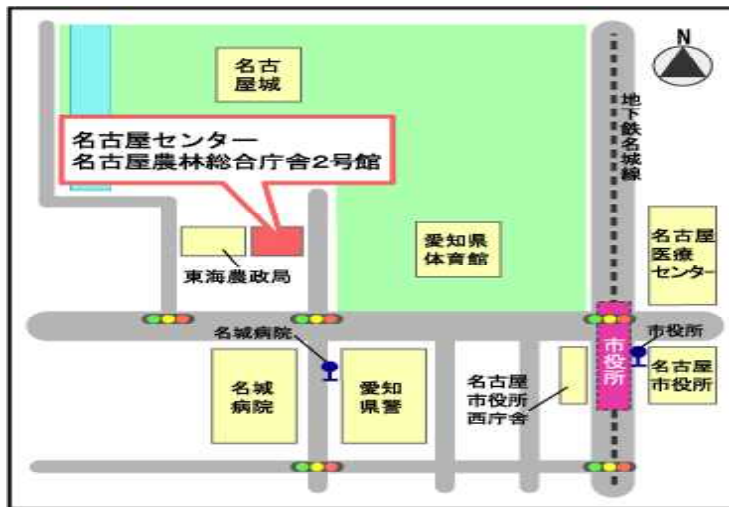 名古
屋城
N
地下鉄名城線
名古屋センター
名古屋農林総合庁舎2号館
東海農政局
愛知県
体育館
名古屋
医療
センター
名城病院
市役所
市役所
名城
病院
愛知
県警
名古屋
市役所
西庁舎
名古屋
市役所